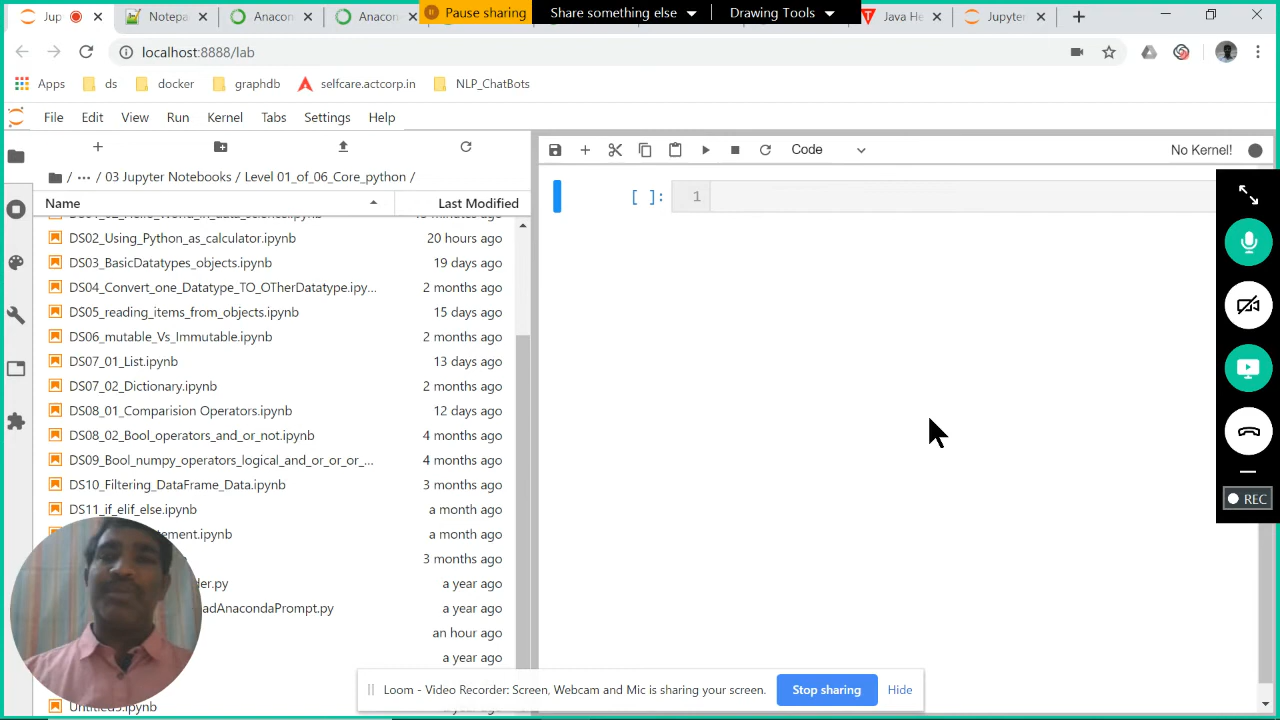 Jup
Notepa
Anacon
Anacon
Pause sharing
Share something else
Drawing Tools
Java He
Jupyter
localhost:8888/lab
Apps
ds
docker
graphdb
selfcare.actcorp.in
NLP_ChatBots
File Edit View Run Kernel Tabs Settings Help
Code
No Kernel!
/ ··· / 03 Jupyter Notebooks / Level 01_of_06_Core_python /
Name Last Modified
[ ]: 1
DS02_Using_Python_as_calculator.ipynb 20 hours ago
DS03_BasicDatatypes_objects.ipynb 19 days ago
DS04_Convert_one_Datatype_TO_OTherDatatype.ipy... 2 months ago
DS05_reading_items_from_objects.ipynb 15 days ago
DS06_mutable_Vs_Immutable.ipynb 2 months ago
DS07_01_List.ipynb 13 days ago
DS07_02_Dictionary.ipynb 2 months ago
DS08_01_Comparision Operators.ipynb 12 days ago
DS08_02_Bool_operators_and_or_not.ipynb 4 months ago
DS09_Bool_numpy_operators_logical_and_or_or_or_... 4 months ago
DS10_Filtering_DataFrame_Data.ipynb 3 months ago
DS11_if_elif_else.ipynb a month ago
tement.ipynb a month ago
3 months ago
der.py a year ago
adAnacondaPrompt.py a year ago
an hour ago
a year ago
REC
Loom - Video Recorder: Screen, Webcam and Mic is sharing your screen.
Stop sharing
Hide